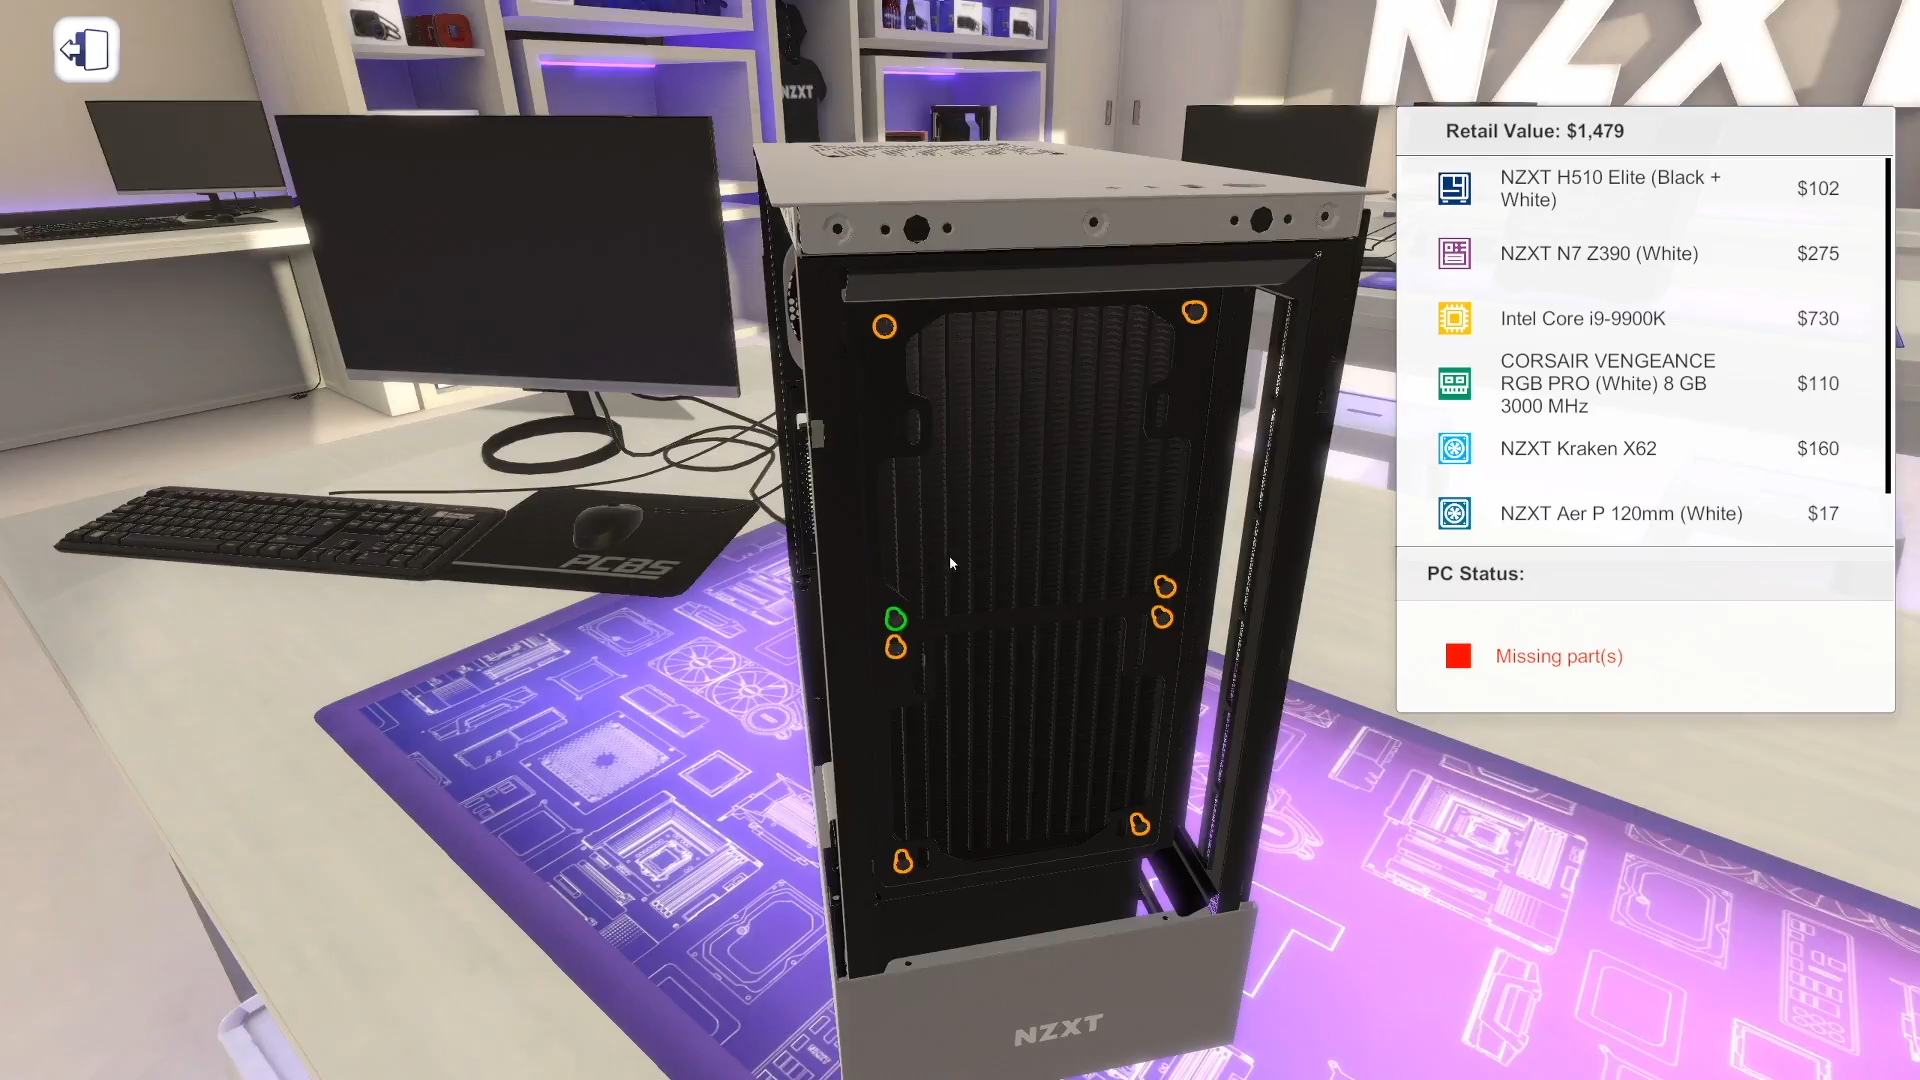 NZXT
NZXT
Retail Value: $1,479
NZXT H510 Elite (Black +
White)
$102
NZXT N7 Z390 (White)
$275
Intel Core i9-9900K
$730
CORSAIR VENGEANCE
RGB PRO (White) 8 GB
3000 MHz
$110
NZXT Kraken X62
$160
NZXT Aer P 120mm (White)
$17
PC Status:
Missing part(s)
PCBS
NZXT